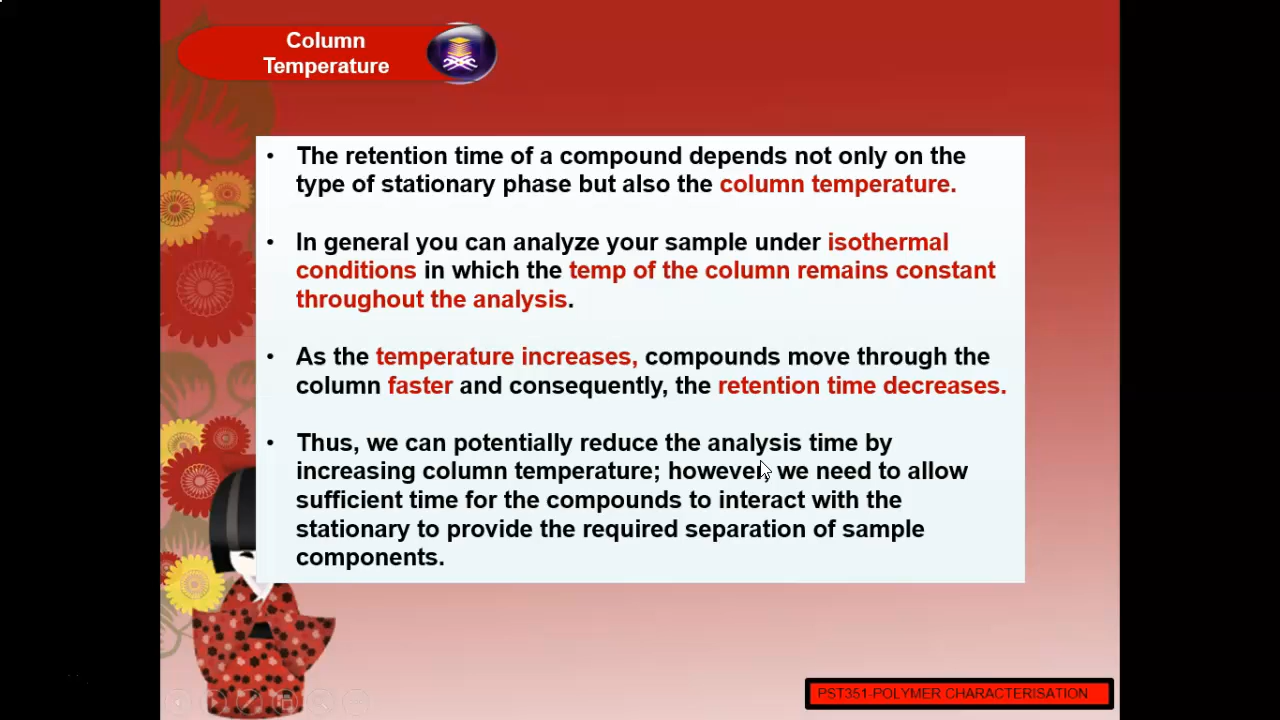 Column
Temperature
• The retention time of a compound depends not only on the
type of stationary phase but also the column temperature.
• In general you can analyze your sample under isothermal
conditions in which the temp of the column remains constant
throughout the analysis.
• As the temperature increases, compounds move through the
column faster and consequently, the retention time decreases.
• Thus, we can potentially reduce the analysis time by
increasing column temperature; however, we need to allow
sufficient time for the compounds to interact with the
stationary to provide the required separation of sample
components.
PST351-POLYMER CHARACTERISATION